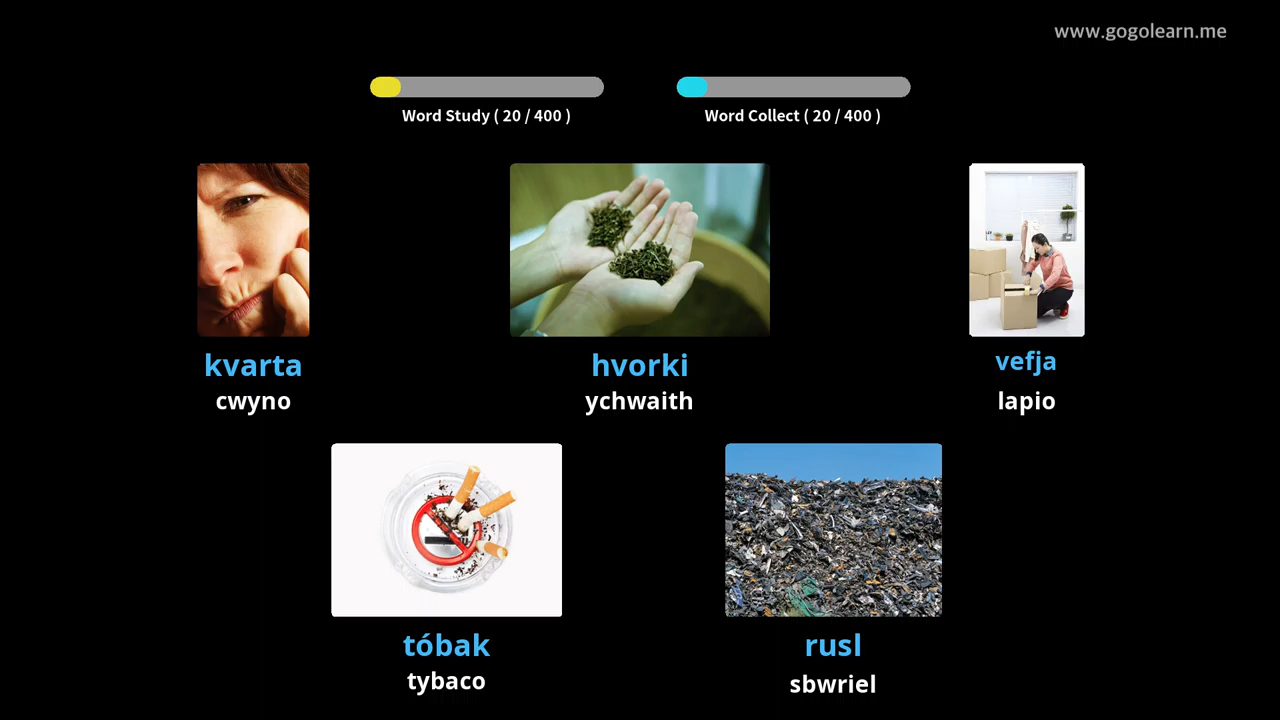 www.gogolearn.me
Word Study ( 20 / 400 )
Word Collect ( 20 / 400 )
kvarta
cwyno
hvorki
ychwaith
vefja
lapio
tóbak
tybaco
rusl
sbwriel